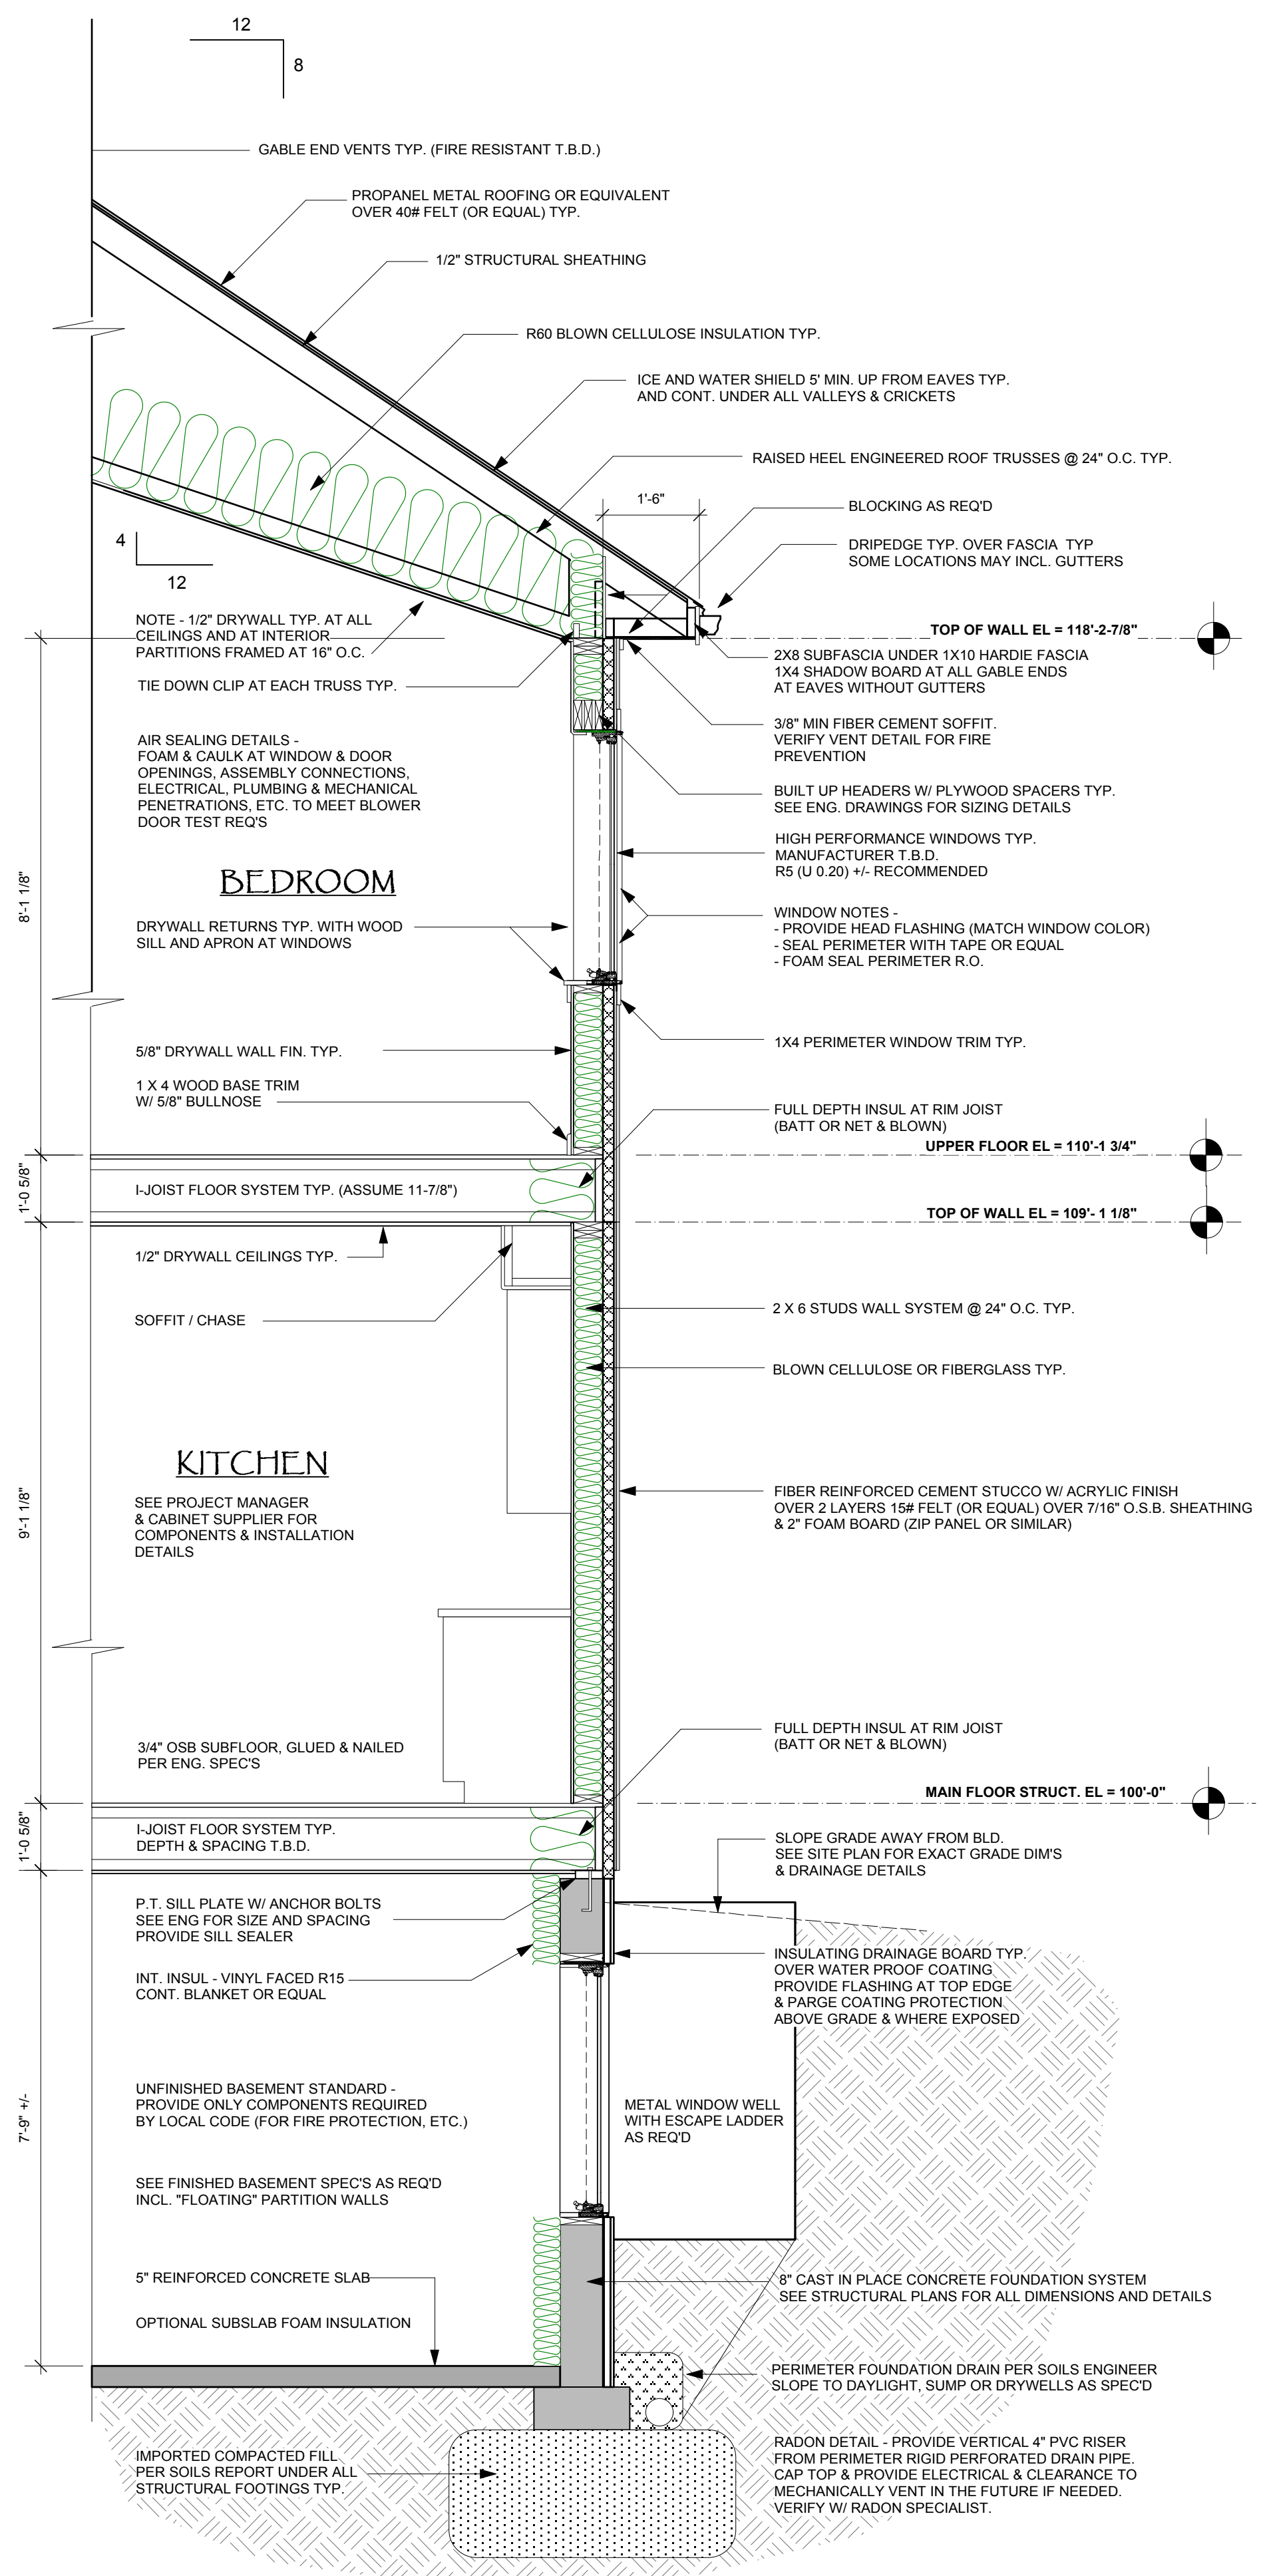 12
8
GABLE END VENTS TYP. (FIRE RESISTANT T.B.D.)
PROPANEL METAL ROOFING OR EQUIVALENT
OVER 40# FELT (OR EQUAL) TYP.
1/2" STRUCTURAL SHEATHING
R60 BLOWN CELLULOSE INSULATION TYP.
ICE AND WATER SHIELD 5' MIN. UP FROM EAVES TYP.
AND CONT. UNDER ALL VALLEYS & CRICKETS
RAISED HEEL ENGINEERED ROOF TRUSSES @ 24" O.C. TYP.
1'-6"
BLOCKING AS REQ'D
DRIPEDGE TYP. OVER FASCIA TYP
SOME LOCATIONS MAY INCL. GUTTERS
4
12
NOTE - 1/2" DRYWALL TYP. AT ALL
CEILINGS AND AT INTERIOR
PARTITIONS FRAMED AT 16" O.C.
TOP OF WALL EL = 118'-2-7/8"
2X8 SUBFASCIA UNDER 1X10 HARDIE FASCIA
1X4 SHADOW BOARD AT ALL GABLE ENDS
AT EAVES WITHOUT GUTTERS
TIE DOWN CLIP AT EACH TRUSS TYP.
3/8" MIN FIBER CEMENT SOFFIT.
VERIFY VENT DETAIL FOR FIRE
PREVENTION
AIR SEALING DETAILS -
FOAM & CAULK AT WINDOW & DOOR
OPENINGS, ASSEMBLY CONNECTIONS,
ELECTRICAL, PLUMBING & MECHANICAL
PENETRATIONS, ETC. TO MEET BLOWER
DOOR TEST REQ'S
BUILT UP HEADERS W/ PLYWOOD SPACERS TYP.
SEE ENG. DRAWINGS FOR SIZING DETAILS
HIGH PERFORMANCE WINDOWS TYP.
MANUFACTURER T.B.D.
R5 (U 0.20) +/- RECOMMENDED
8'-1 1/8"
BEDROOM
DRYWALL RETURNS TYP. WITH WOOD
SILL AND APRON AT WINDOWS
WINDOW NOTES -
- PROVIDE HEAD FLASHING (MATCH WINDOW COLOR)
- SEAL PERIMETER WITH TAPE OR EQUAL
- FOAM SEAL PERIMETER R.O.
5/8" DRYWALL WALL FIN. TYP.
1X4 PERIMETER WINDOW TRIM TYP.
1 X 4 WOOD BASE TRIM
W/ 5/8" BULLNOSE
FULL DEPTH INSUL AT RIM JOIST
(BATT OR NET & BLOWN)
UPPER FLOOR EL = 110'-1 3/4"
1'-0 5/8"
I-JOIST FLOOR SYSTEM TYP. (ASSUME 11-7/8")
TOP OF WALL EL = 109'- 1 1/8"
1/2" DRYWALL CEILINGS TYP.
SOFFIT / CHASE
2 X 6 STUDS WALL SYSTEM @ 24" O.C. TYP.
BLOWN CELLULOSE OR FIBERGLASS TYP.
9'-1 1/8"
KITCHEN
SEE PROJECT MANAGER
& CABINET SUPPLIER FOR
COMPONENTS & INSTALLATION
DETAILS
FIBER REINFORCED CEMENT STUCCO W/ ACRYLIC FINISH
OVER 2 LAYERS 15# FELT (OR EQUAL) OVER 7/16" O.S.B. SHEATHING
& 2" FOAM BOARD (ZIP PANEL OR SIMILAR)
3/4" OSB SUBFLOOR, GLUED & NAILED
PER ENG. SPEC'S
FULL DEPTH INSUL AT RIM JOIST
(BATT OR NET & BLOWN)
MAIN FLOOR STRUCT. EL = 100'-0"
1'-0 5/8"
I-JOIST FLOOR SYSTEM TYP.
DEPTH & SPACING T.B.D.
SLOPE GRADE AWAY FROM BLD.
SEE SITE PLAN FOR EXACT GRADE DIM'S
& DRAINAGE DETAILS
P.T. SILL PLATE W/ ANCHOR BOLTS
SEE ENG FOR SIZE AND SPACING
PROVIDE SILL SEALER
INSULATING DRAINAGE BOARD TYP.
OVER WATER PROOF COATING
PROVIDE FLASHING AT TOP EDGE
& PARGE COATING PROTECTION
ABOVE GRADE & WHERE EXPOSED
INT. INSUL - VINYL FACED R15
CONT. BLANKET OR EQUAL
7'-9" +/-
UNFINISHED BASEMENT STANDARD -
PROVIDE ONLY COMPONENTS REQUIRED
BY LOCAL CODE (FOR FIRE PROTECTION, ETC.)
METAL WINDOW WELL
WITH ESCAPE LADDER
AS REQ'D
SEE FINISHED BASEMENT SPEC'S AS REQ'D
INCL. "FLOATING" PARTITION WALLS
5" REINFORCED CONCRETE SLAB
8" CAST IN PLACE CONCRETE FOUNDATION SYSTEM
SEE STRUCTURAL PLANS FOR ALL DIMENSIONS AND DETAILS
OPTIONAL SUBSLAB FOAM INSULATION
PERIMETER FOUNDATION DRAIN PER SOILS ENGINEER
SLOPE TO DAYLIGHT, SUMP OR DRYWELLS AS SPEC'D
IMPORTED COMPACTED FILL
PER SOILS REPORT UNDER ALL
STRUCTURAL FOOTINGS TYP.
RADON DETAIL - PROVIDE VERTICAL 4" PVC RISER
FROM PERIMETER RIGID PERFORATED DRAIN PIPE.
CAP TOP & PROVIDE ELECTRICAL & CLEARANCE TO
MECHANICALLY VENT IN THE FUTURE IF NEEDED.
VERIFY W/ RADON SPECIALIST.